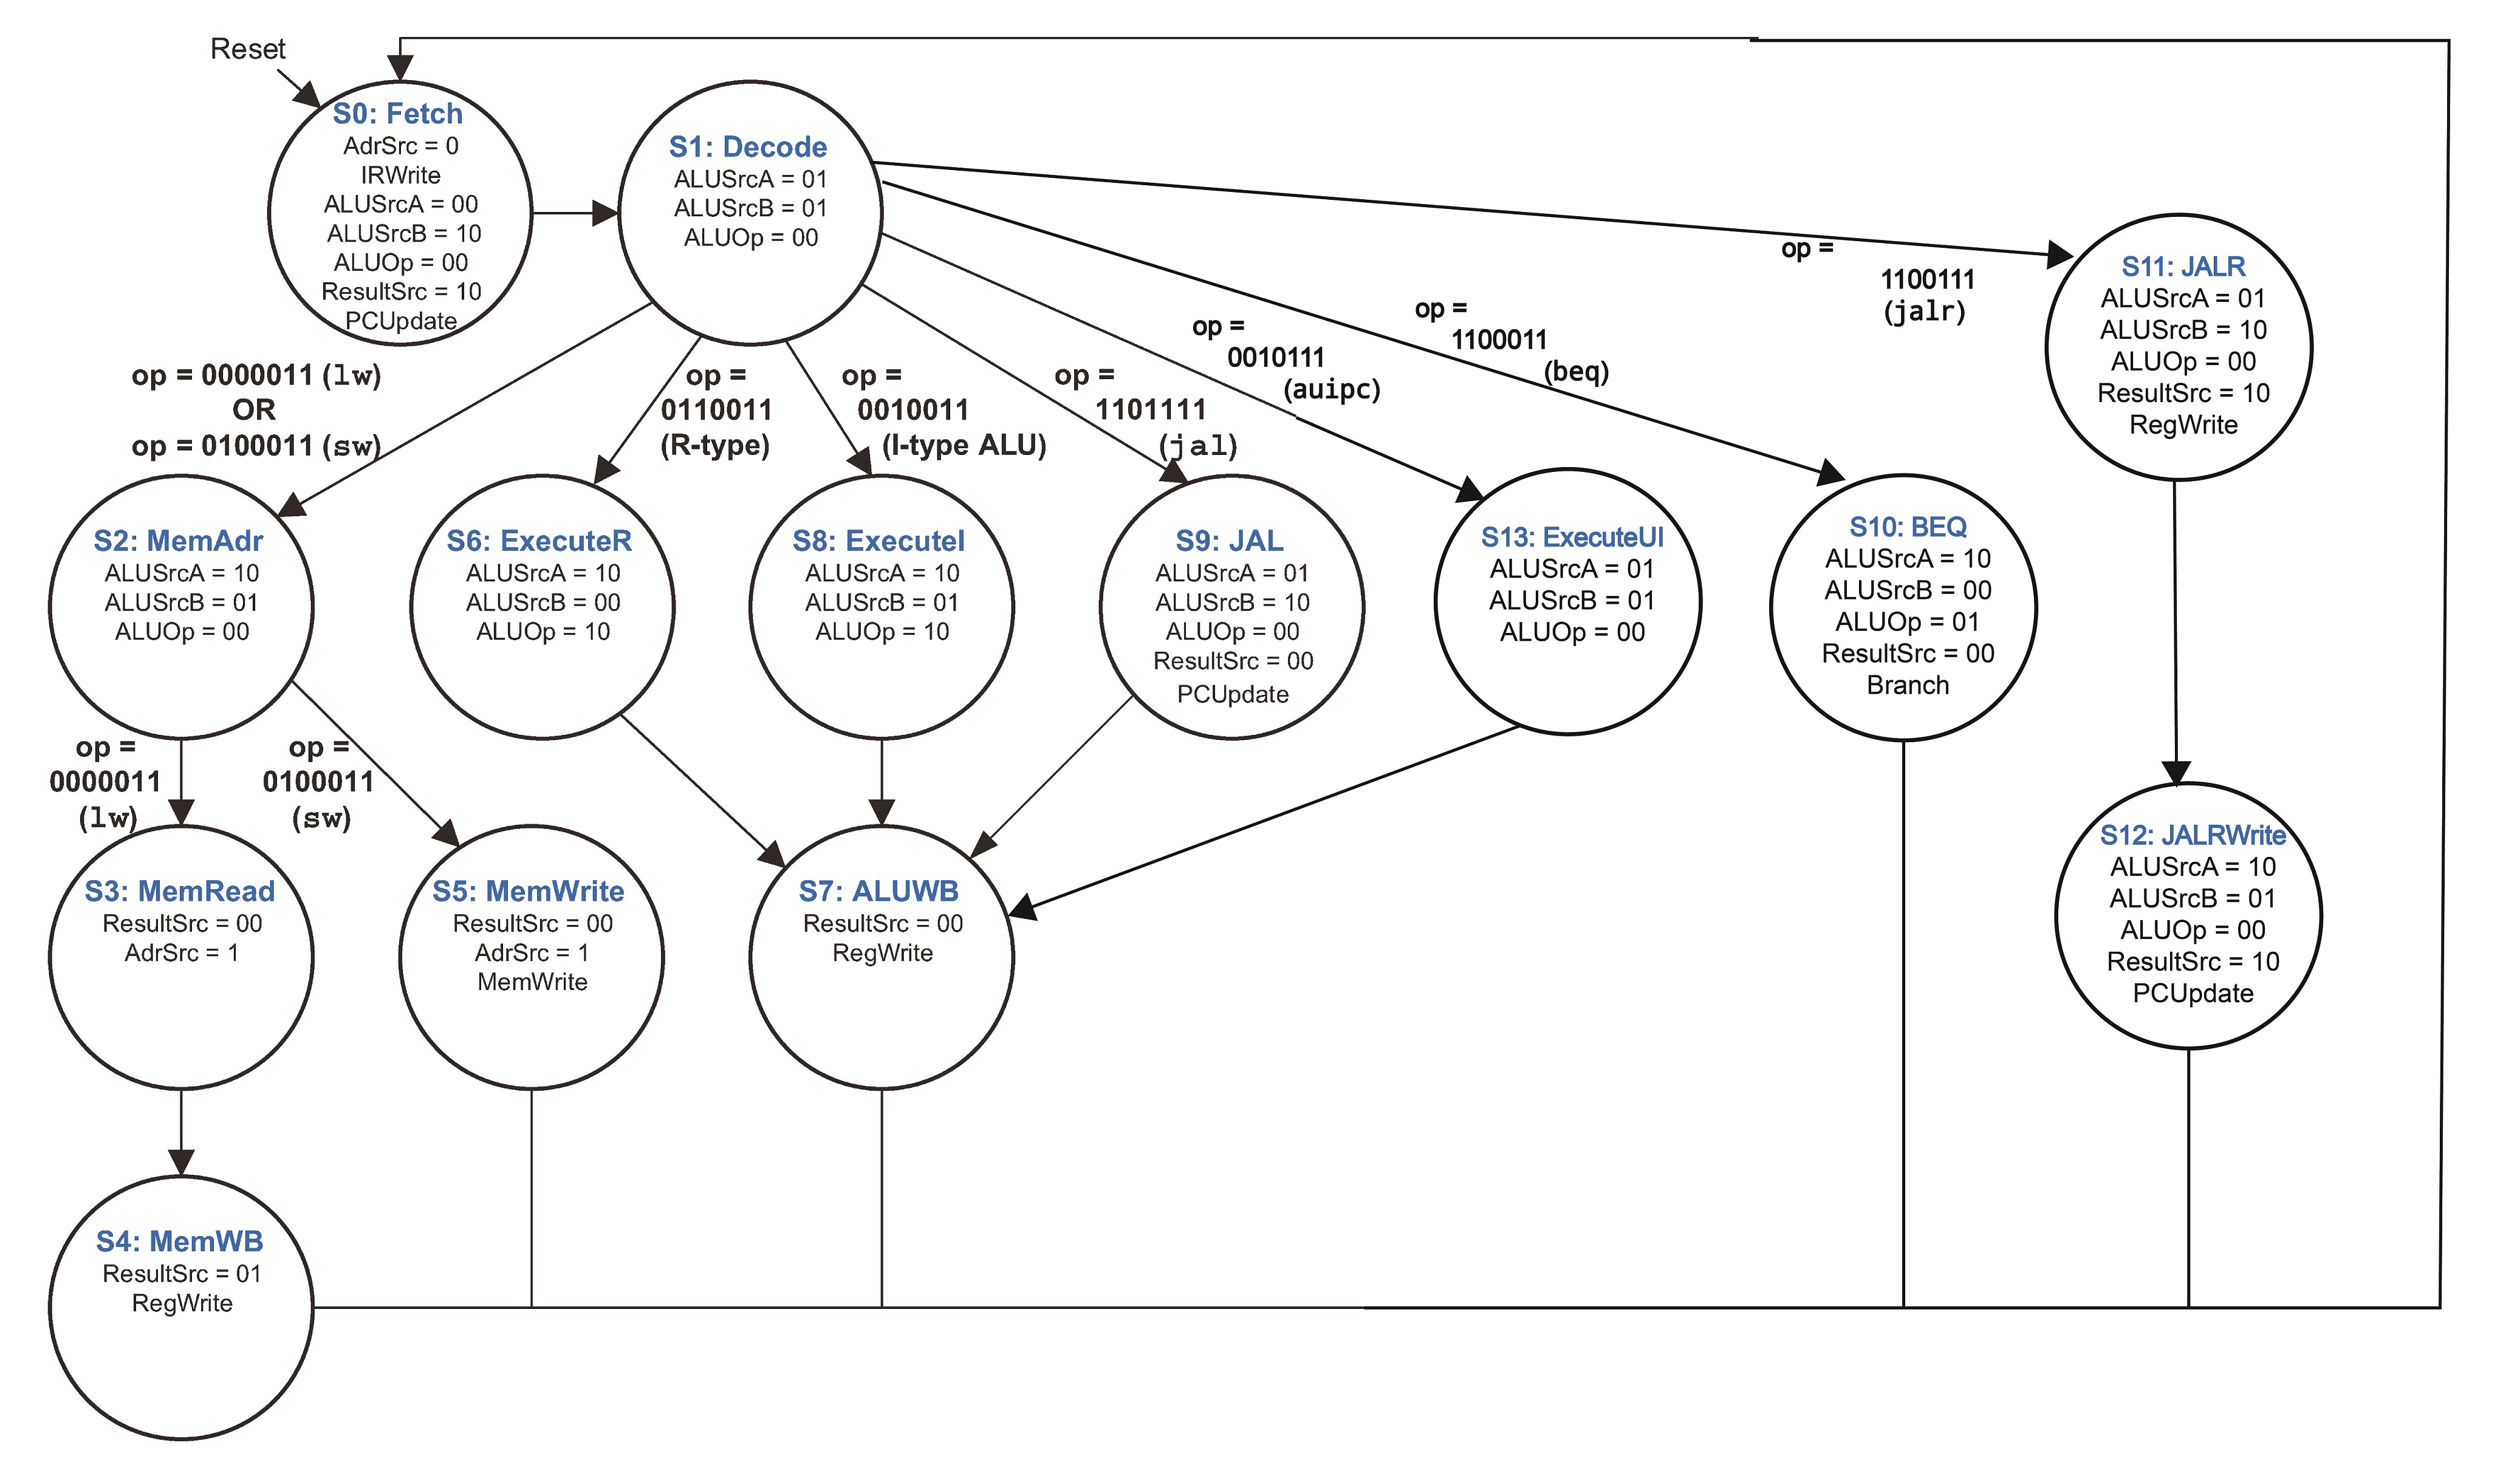 Reset
S0: Fetch
AdrSrc = 0
IRWrite
ALUSrcA = 00
ALUSrcB = 10
ALUOp = 00
ResultSrc = 10
PCUpdate
S1: Decode
ALUSrcA = 01
ALUSrcB = 01
ALUOp = 00
op =
1100111
(jalr)
S11: JALR
ALUSrcA = 01
ALUSrcB = 10
ALUOp = 00
ResultSrc = 10
RegWrite
op = 0000011 (lw)
OR
op = 0100011 (sw)
op =
0110011
(R-type)
op =
0010011
(I-type ALU)
op =
1101111
(jal)
op =
0010111
(auipc)
op =
1100011
(beq)
S2: MemAdr
ALUSrcA = 10
ALUSrcB = 01
ALUOp = 00
S6: ExecuteR
ALUSrcA = 10
ALUSrcB = 00
ALUOp = 10
S8: ExecuteI
ALUSrcA = 10
ALUSrcB = 01
ALUOp = 10
S9: JAL
ALUSrcA = 01
ALUSrcB = 10
ALUOp = 00
ResultSrc = 00
PCUpdate
S13: ExecuteUI
ALUSrcA = 01
ALUSrcB = 01
ALUOp = 00
S10: BEQ
ALUSrcA = 10
ALUSrcB = 00
ALUOp = 01
ResultSrc = 00
Branch
op =
0000011
(lw)
op =
0100011
(sw)
S3: MemRead
ResultSrc = 00
AdrSrc = 1
S5: MemWrite
ResultSrc = 00
AdrSrc = 1
MemWrite
S7: ALUWB
ResultSrc = 00
RegWrite
S12: JALRWrite
ALUSrcA = 10
ALUSrcB = 01
ALUOp = 00
ResultSrc = 10
PCUpdate
S4: MemWB
ResultSrc = 01
RegWrite